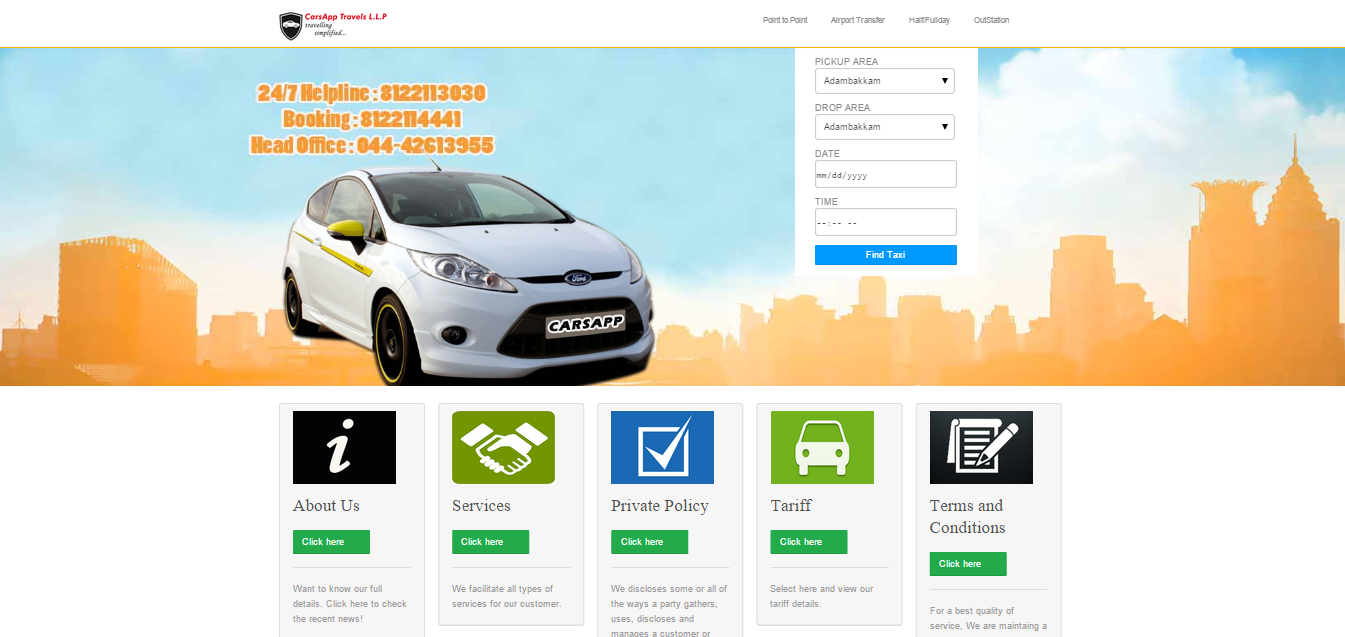 CarsApp Travels L.L.P
travelling
simplified...
Point to Point
Airport Transfer
Half/Fullday
OutStation
24/7 Helpline : 8122113030
Booking : 8122114441
Head Office : 044-42613955
PICKUP AREA
Adambakkam
DROP AREA
Adambakkam
DATE
mm/dd/yyyy
TIME
--:-- --
Find Taxi
Ford
CARSAPP
i
About Us
Click here
Want to know our full
details. Click here to check
the recent news!
Services
Click here
We facilitate all types of
services for our customer.
Private Policy
Click here
We discloses some or all of
the ways a party gathers,
uses, discloses and
manages a customer or
Tariff
Click here
Select here and view our
tariff details.
Terms and
Conditions
Click here
For a best quality of
service, We are maintaing a